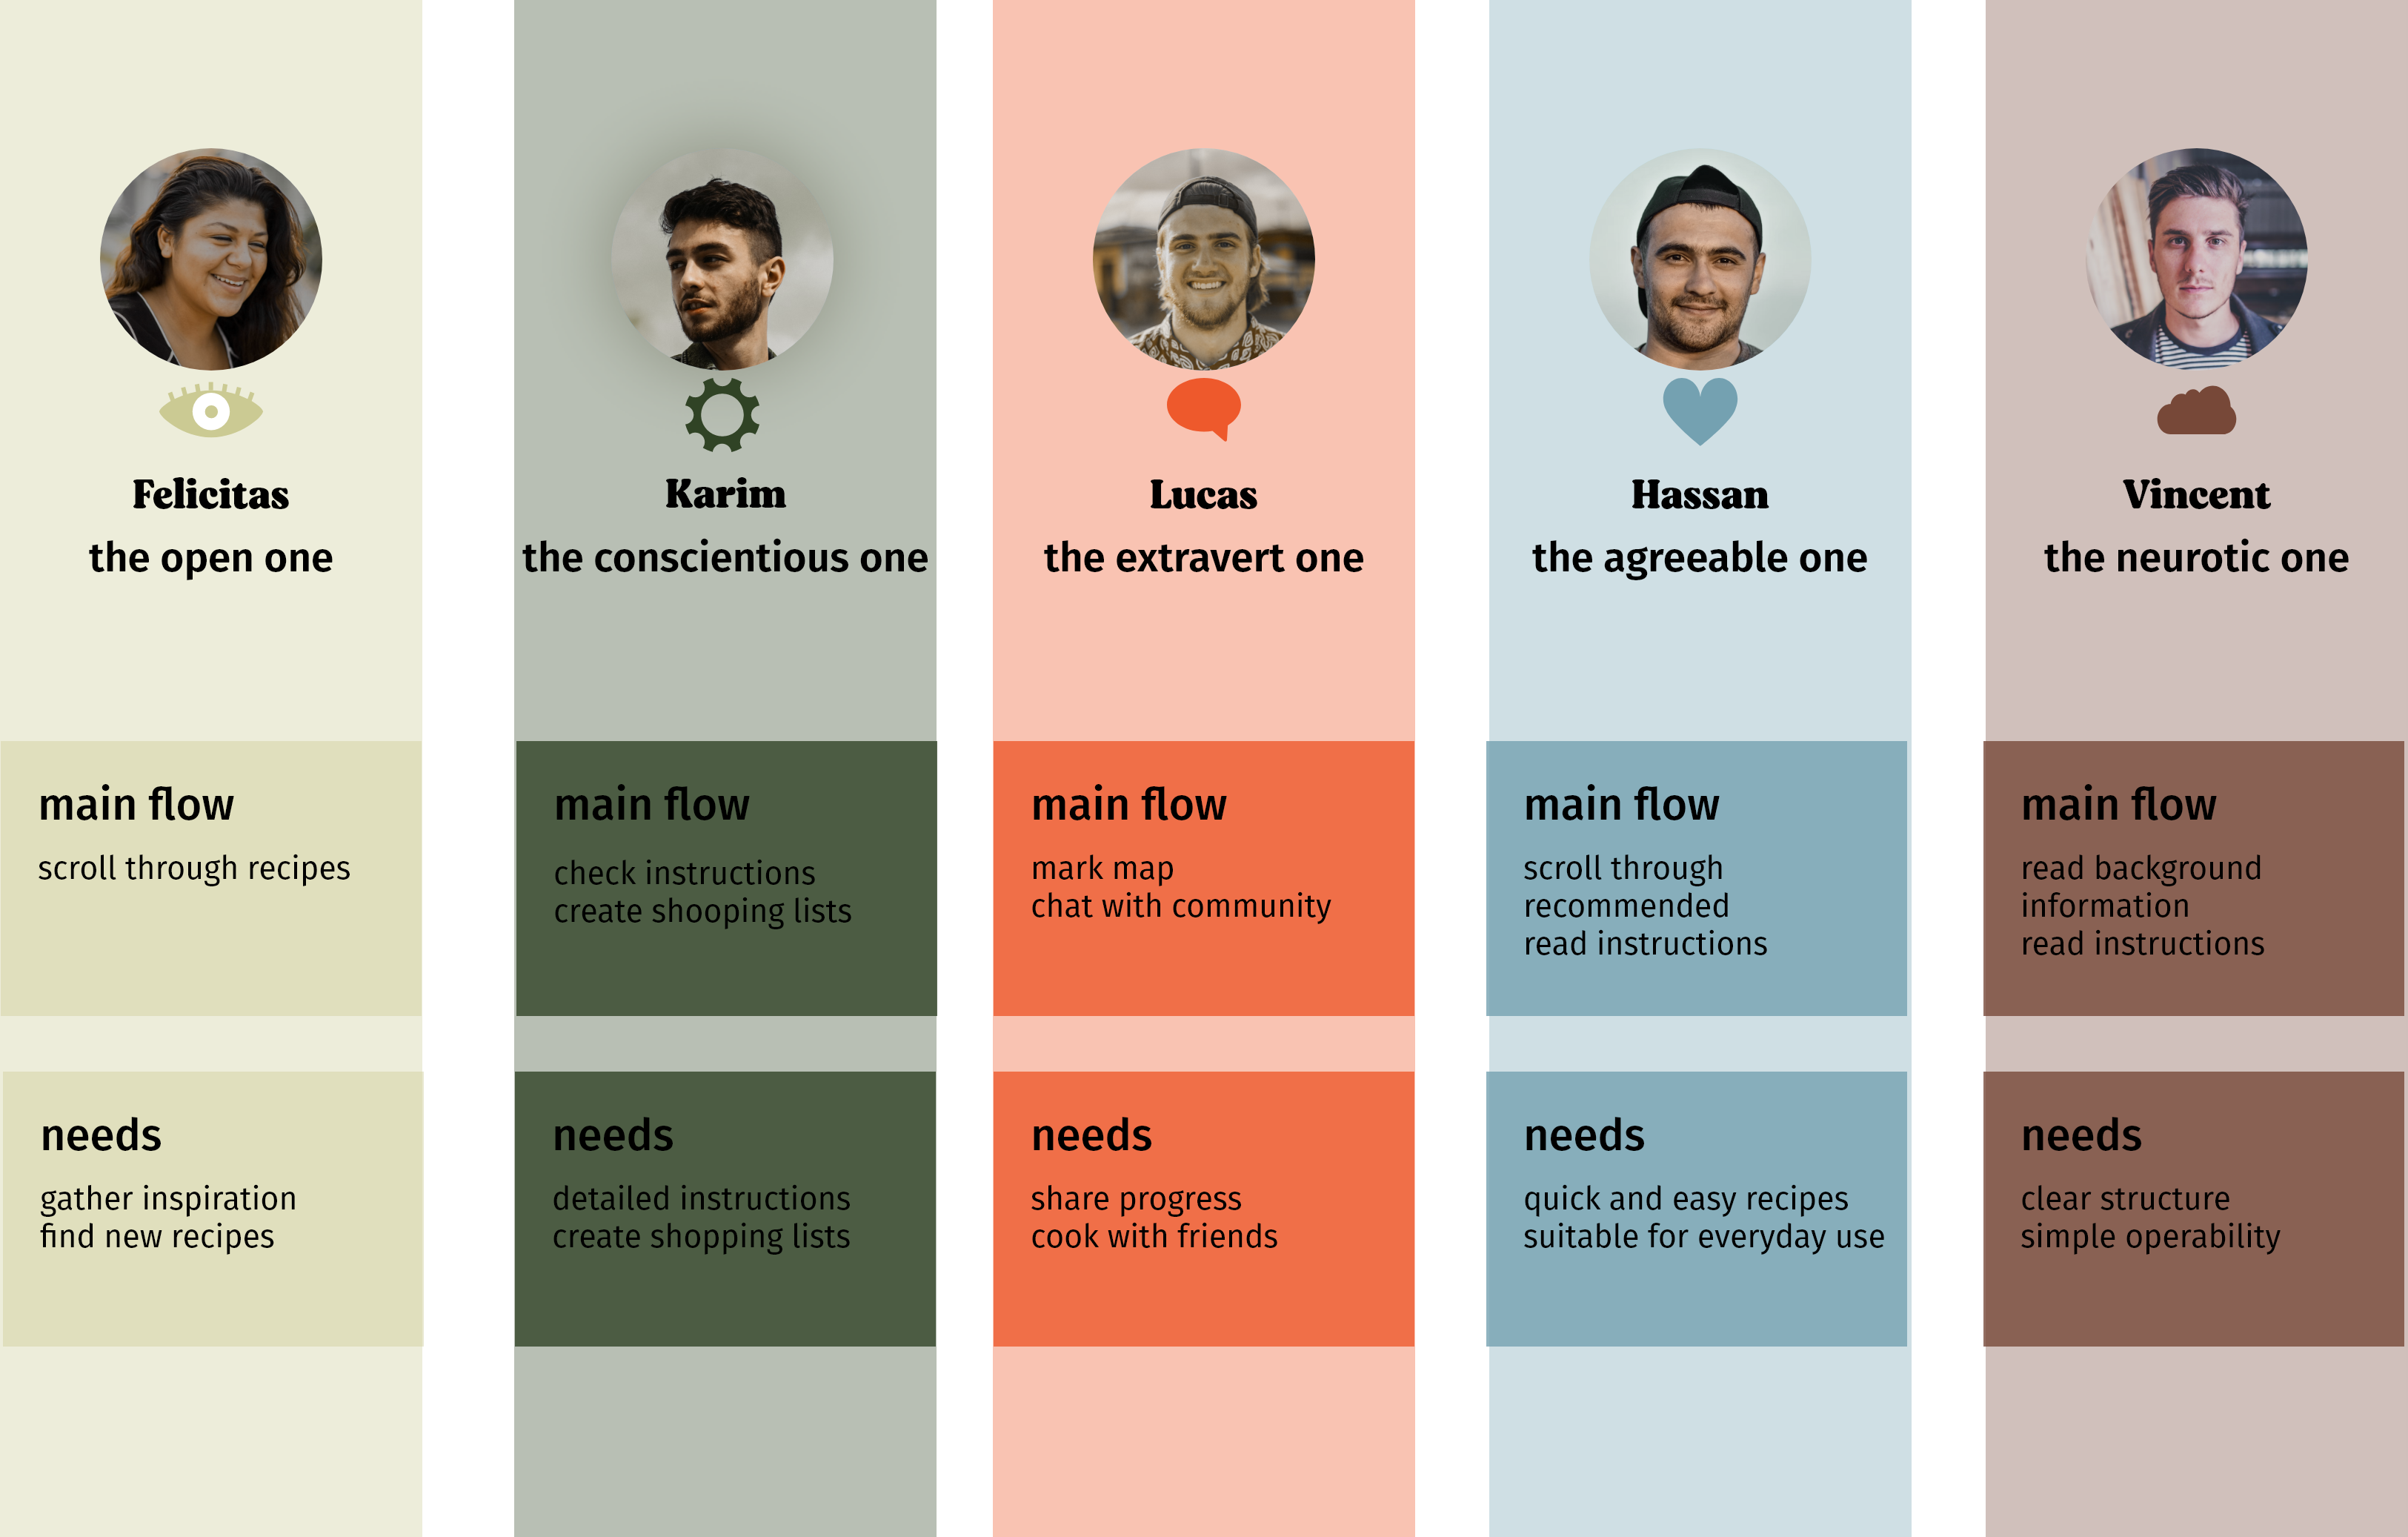 Felicitas
the open one
main flow
scroll through recipes
needs
gather inspiration
find new recipes
Karim
the conscientious one
main flow
check instructions
create shooping lists
needs
detailed instructions
create shopping lists
Lucas
the extravert one
main flow
mark map
chat with community
needs
share progress
cook with friends
Hassan
the agreeable one
main flow
scroll through
recommended
read instructions
needs
quick and easy recipes
suitable for everyday use
Vincent
the neurotic one
main flow
read background
information
read instructions
needs
clear structure
simple operability